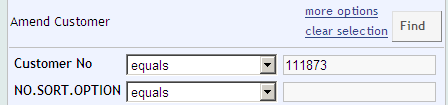 more options
Amend Customer
clear selection Find
Customer No equals 111873
NO.SORT.OPTION equals